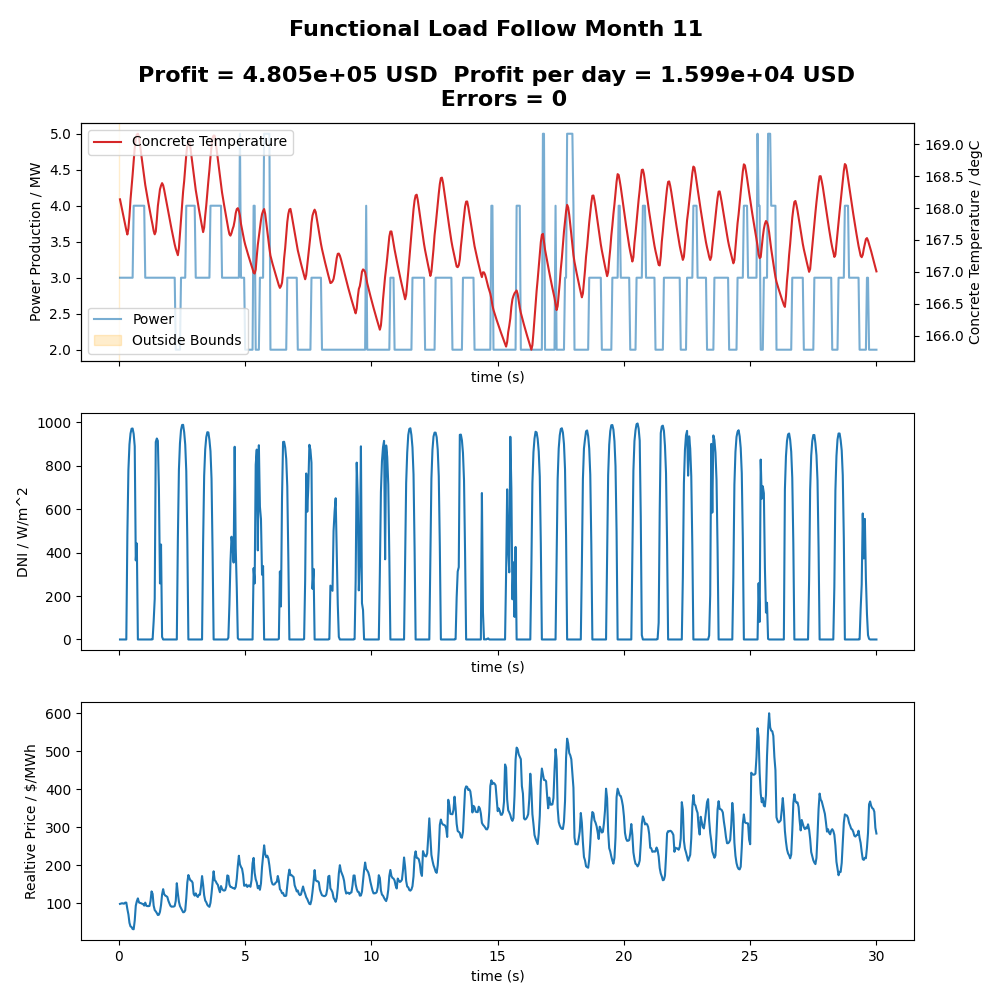 Functional Load Follow Month 11
Profit = 4.805e+05 USD  Profit per day = 1.599e+04 USD
Errors = 0
Power Production / MW
5.0
4.5
4.0
3.5
3.0
2.5
2.0
Concrete Temperature
Power
Outside Bounds
169.0
168.5
168.0
167.5
167.0
166.5
166.0
Concrete Temperature / degC
time (s)
DNI / W/m^2
1000
800
600
400
200
0
time (s)
Realtive Price / $/MWh
600
500
400
300
200
100
0 5 10 15 20 25 30
time (s)